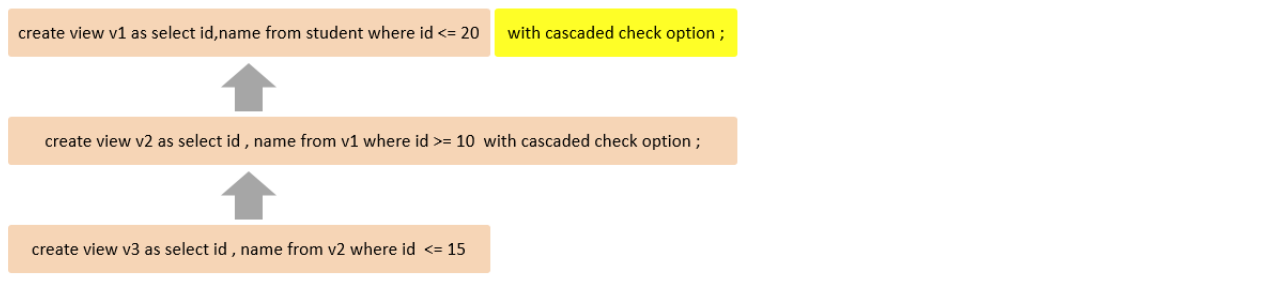 create view v1 as select id,name from student where id <= 20 with cascaded check option ;
create view v2 as select id , name from v1 where id >= 10  with cascaded check option ;
create view v3 as select id , name from v2 where id  <= 15